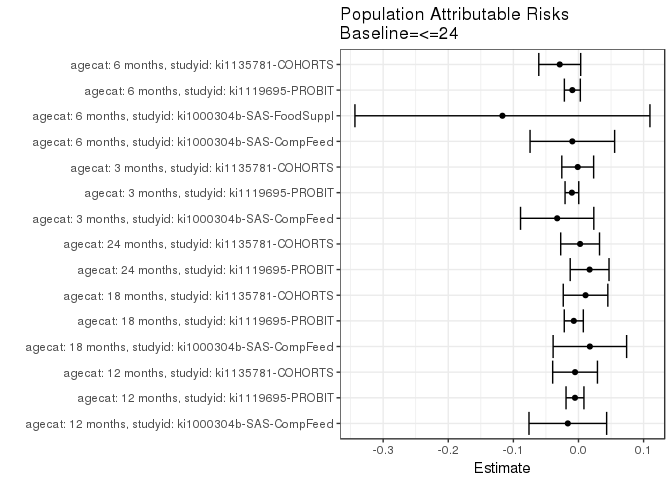 Population Attributable Risks
Baseline=<=24
agecat: 6 months, studyid: ki1135781-COHORTS
agecat: 6 months, studyid: ki1119695-PROBIT
agecat: 6 months, studyid: ki1000304b-SAS-FoodSuppl
agecat: 6 months, studyid: ki1000304b-SAS-CompFeed
agecat: 3 months, studyid: ki1135781-COHORTS
agecat: 3 months, studyid: ki1119695-PROBIT
agecat: 3 months, studyid: ki1000304b-SAS-CompFeed
agecat: 24 months, studyid: ki1135781-COHORTS
agecat: 24 months, studyid: ki1119695-PROBIT
agecat: 18 months, studyid: ki1135781-COHORTS
agecat: 18 months, studyid: ki1119695-PROBIT
agecat: 18 months, studyid: ki1000304b-SAS-CompFeed
agecat: 12 months, studyid: ki1135781-COHORTS
agecat: 12 months, studyid: ki1119695-PROBIT
agecat: 12 months, studyid: ki1000304b-SAS-CompFeed
-0.3 -0.2 -0.1 0.0 0.1
Estimate